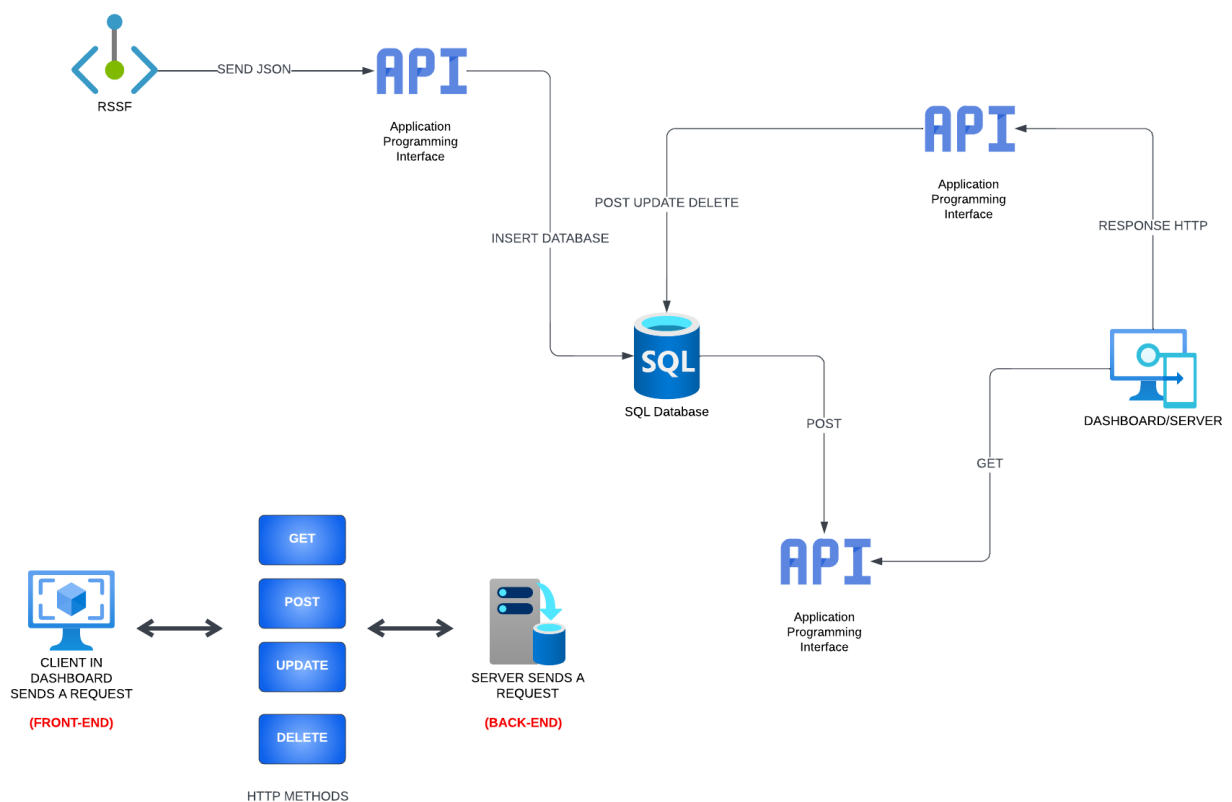 SEND JSON
API
RSSF
Application
Programming
Interface
API
Application
Programming
Interface
POST UPDATE DELETE
RESPONSE HTTP
INSERT DATABASE
SQL
SQL Database
DASHBOARD/SERVER
POST
GET
API
Application
Programming
Interface
GET
POST
UPDATE
DELETE
HTTP METHODS
CLIENT IN
DASHBOARD
SENDS A REQUEST
(FRONT-END)
SERVER SENDS A
REQUEST
(BACK-END)